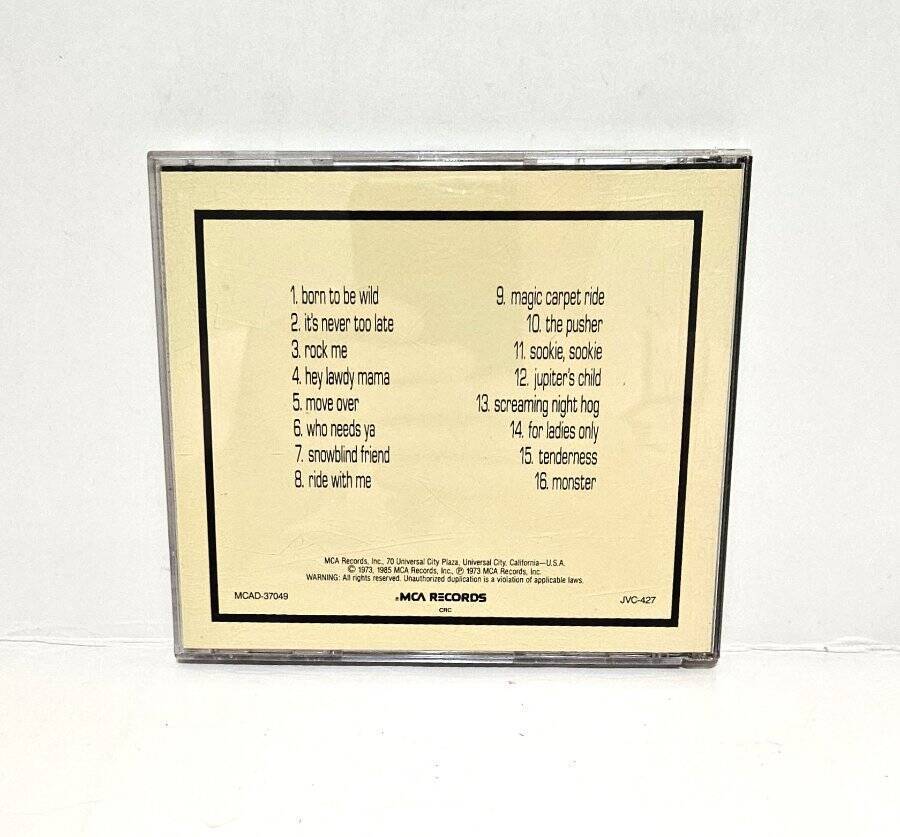 1. born to be wild
2. it's never too late
3. rock me
4. hey lawdy mama
5. move over
6. who needs ya
7. snowblind friend
8. ride with me
9. magic carpet ride
10. the pusher
11. sookie, sookie
12. jupiter's child
13. screaming night hog
14. for ladies only
15. tenderness
16. monster
MCA Records, Inc., 70 Universal City Plaza, Universal City, California—U.S.A.
© 1973, 1985 MCA Records, Inc., ℗ 1973 MCA Records, Inc.
WARNING: All rights reserved. Unauthorized duplication is a violation of applicable laws.
MCAD-37049
MCA RECORDS
JVC-427
CRC